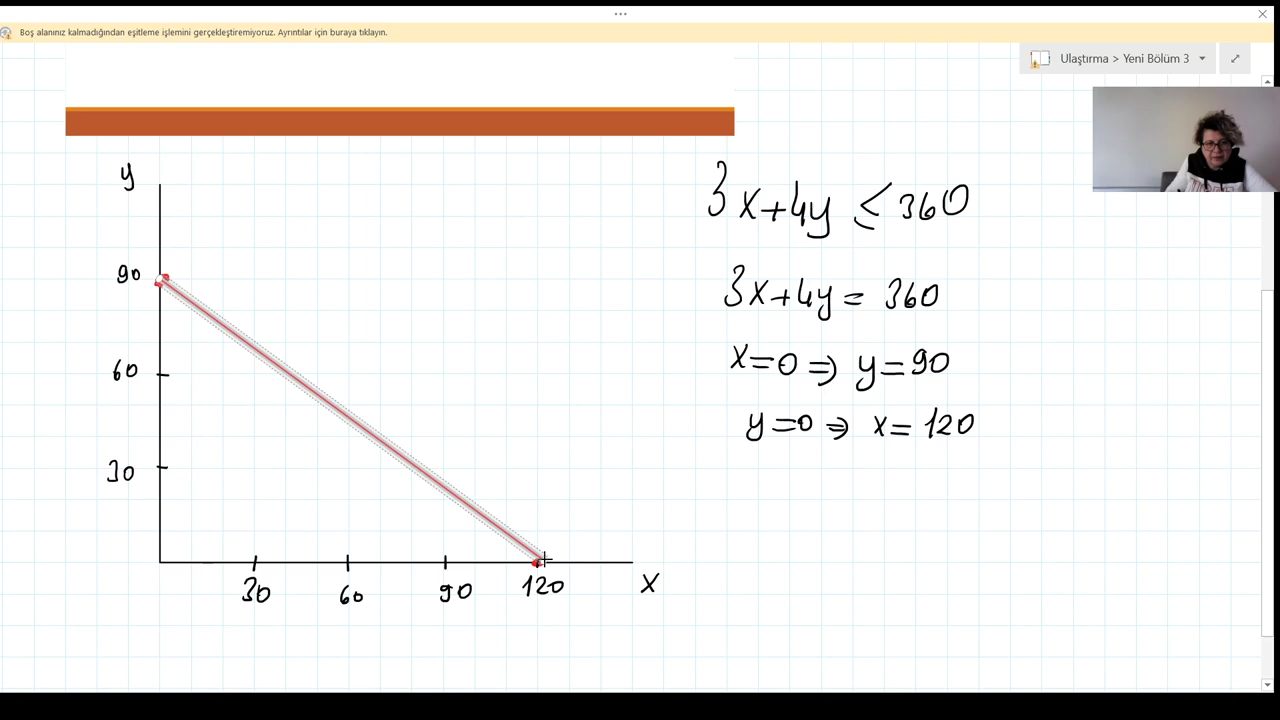 Boş alanınız kalmadığından eşitleme işlemini gerçekleştiremiyoruz. Ayrıntılar için buraya tıklayın.
Ulaştırma > Yeni Bölüm 3
y
90
60
30
30 60 90 120 x
3x+4y ≤ 360
3x+4y = 360
x=0 ⇒ y=90
y=0 ⇒ x=120